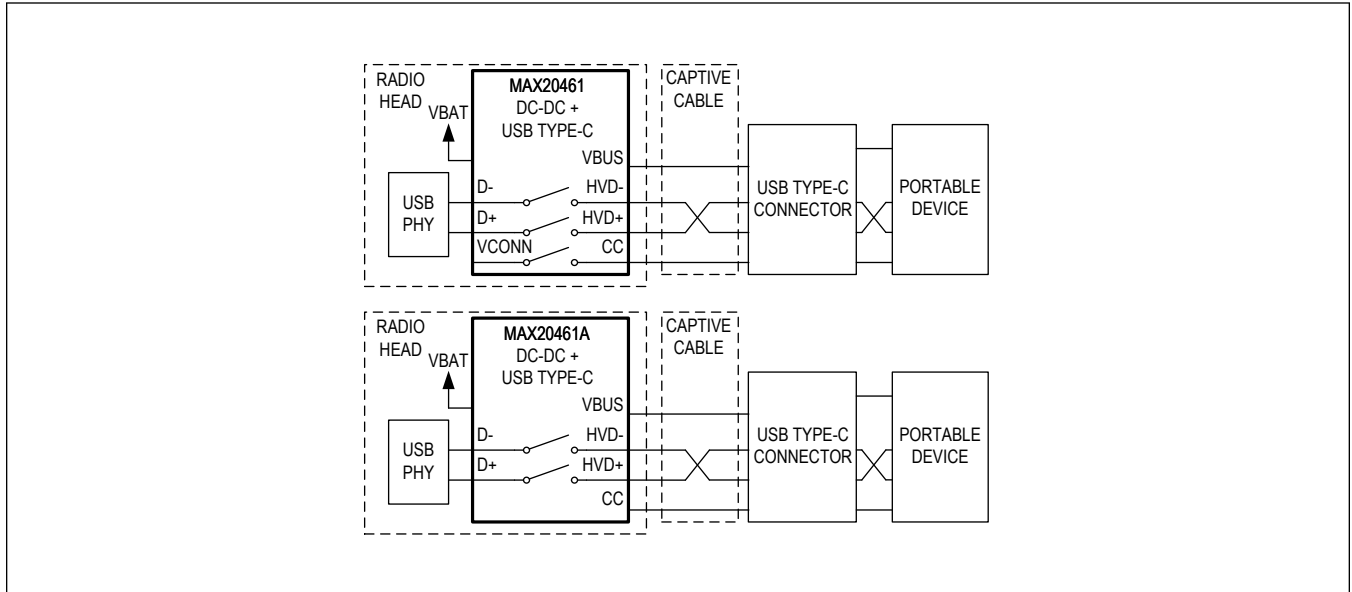 RADIO
HEAD
VBAT
MAX20461
DC-DC +
USB TYPE-C
VBUS
D-
HVD-
USB
PHY
D+
HVD+
VCONN
CC
CAPTIVE
CABLE
USB TYPE-C
CONNECTOR
PORTABLE
DEVICE
RADIO
HEAD
VBAT
MAX20461A
DC-DC +
USB TYPE-C
VBUS
D-
HVD-
USB
PHY
D+
HVD+
CC
CAPTIVE
CABLE
USB TYPE-C
CONNECTOR
PORTABLE
DEVICE